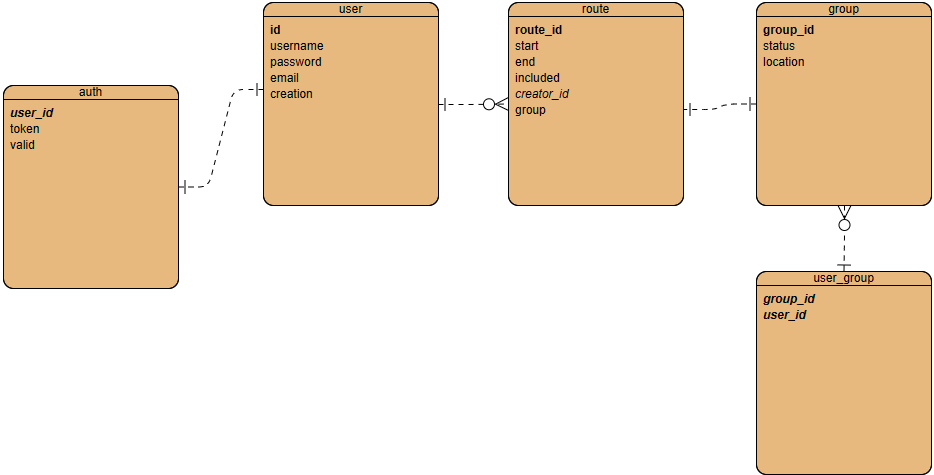 auth
user_id
token
valid
user
id
username
password
email
creation
route
route_id
start
end
included
creator_id
group
group
group_id
status
location
user_group
group_id
user_id